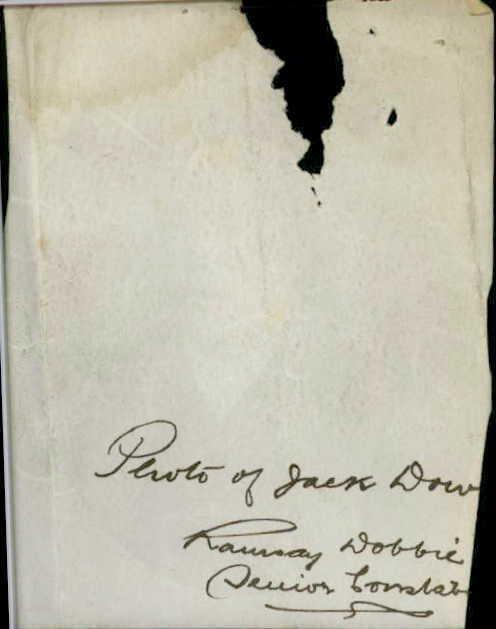 Photo of Jack Dow
Ramsay Dobbie
Senior Constab